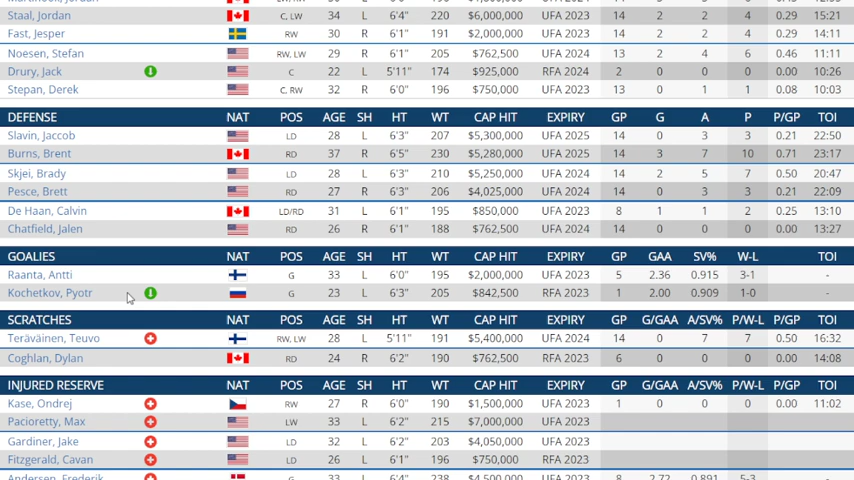 Staal, Jordan C, LW 34 L 6'4" 220 $6,000,000 UFA 2023 14 2 2 4 0.29 15:21
Fast, Jesper RW 30 R 6'1" 191 $2,000,000 UFA 2024 14 2 2 4 0.29 14:11
Noesen, Stefan RW, LW 29 R 6'1" 205 $762,500 UFA 2024 13 2 4 6 0.46 11:11
Drury, Jack C 22 L 5'11" 174 $925,000 RFA 2024 2 0 0 0 0.00 10:26
Stepan, Derek C, RW 32 R 6'0" 196 $750,000 UFA 2023 13 0 1 1 0.08 10:03
DEFENSE NAT POS AGE SH HT WT CAP HIT EXPIRY GP G A P P/GP TOI
Slavin, Jaccob LD 28 L 6'3" 207 $5,300,000 UFA 2025 14 0 3 3 0.21 22:50
Burns, Brent RD 37 R 6'5" 230 $5,280,000 UFA 2025 14 3 7 10 0.71 23:17
Skjei, Brady LD 28 L 6'3" 210 $5,250,000 UFA 2024 14 2 5 7 0.50 20:47
Pesce, Brett RD 27 R 6'3" 206 $4,025,000 UFA 2024 14 0 3 3 0.21 22:09
De Haan, Calvin LD/RD 31 L 6'1" 195 $850,000 UFA 2023 8 1 1 2 0.25 13:10
Chatfield, Jalen RD 26 R 6'1" 188 $762,500 UFA 2024 14 0 0 0 0.00 13:27
GOALIES NAT POS AGE SH HT WT CAP HIT EXPIRY GP GAA SV% W-L TOI
Raanta, Antti G 33 L 6'0" 195 $2,000,000 UFA 2023 5 2.36 0.915 3-1 -
Kochetkov, Pyotr G 23 L 6'3" 205 $842,500 RFA 2023 1 2.00 0.909 1-0 -
SCRATCHES NAT POS AGE SH HT WT CAP HIT EXPIRY GP G/GAA A/SV% P/W-L P/GP TOI
Teräväinen, Teuvo RW, LW 28 L 5'11" 191 $5,400,000 UFA 2024 14 0 7 7 0.50 16:32
Coghlan, Dylan RD 24 R 6'2" 190 $762,500 RFA 2023 6 0 0 0 0.00 14:08
INJURED RESERVE NAT POS AGE SH HT WT CAP HIT EXPIRY GP G/GAA A/SV% P/W-L P/GP TOI
Kase, Ondrej RW 27 R 6'0" 190 $1,500,000 UFA 2023 1 0 0 0 0.00 11:02
Pacioretty, Max LW 33 L 6'2" 215 $7,000,000 UFA 2023
Gardiner, Jake LD 32 L 6'2" 203 $4,050,000 UFA 2023
Fitzgerald, Cavan LD 26 L 6'1" 196 $750,000 RFA 2023
Andersen, Frederik G 33 L 6'4" 238 $4,500,000 UFA 2023 8 2.72 0.891 5-3 -